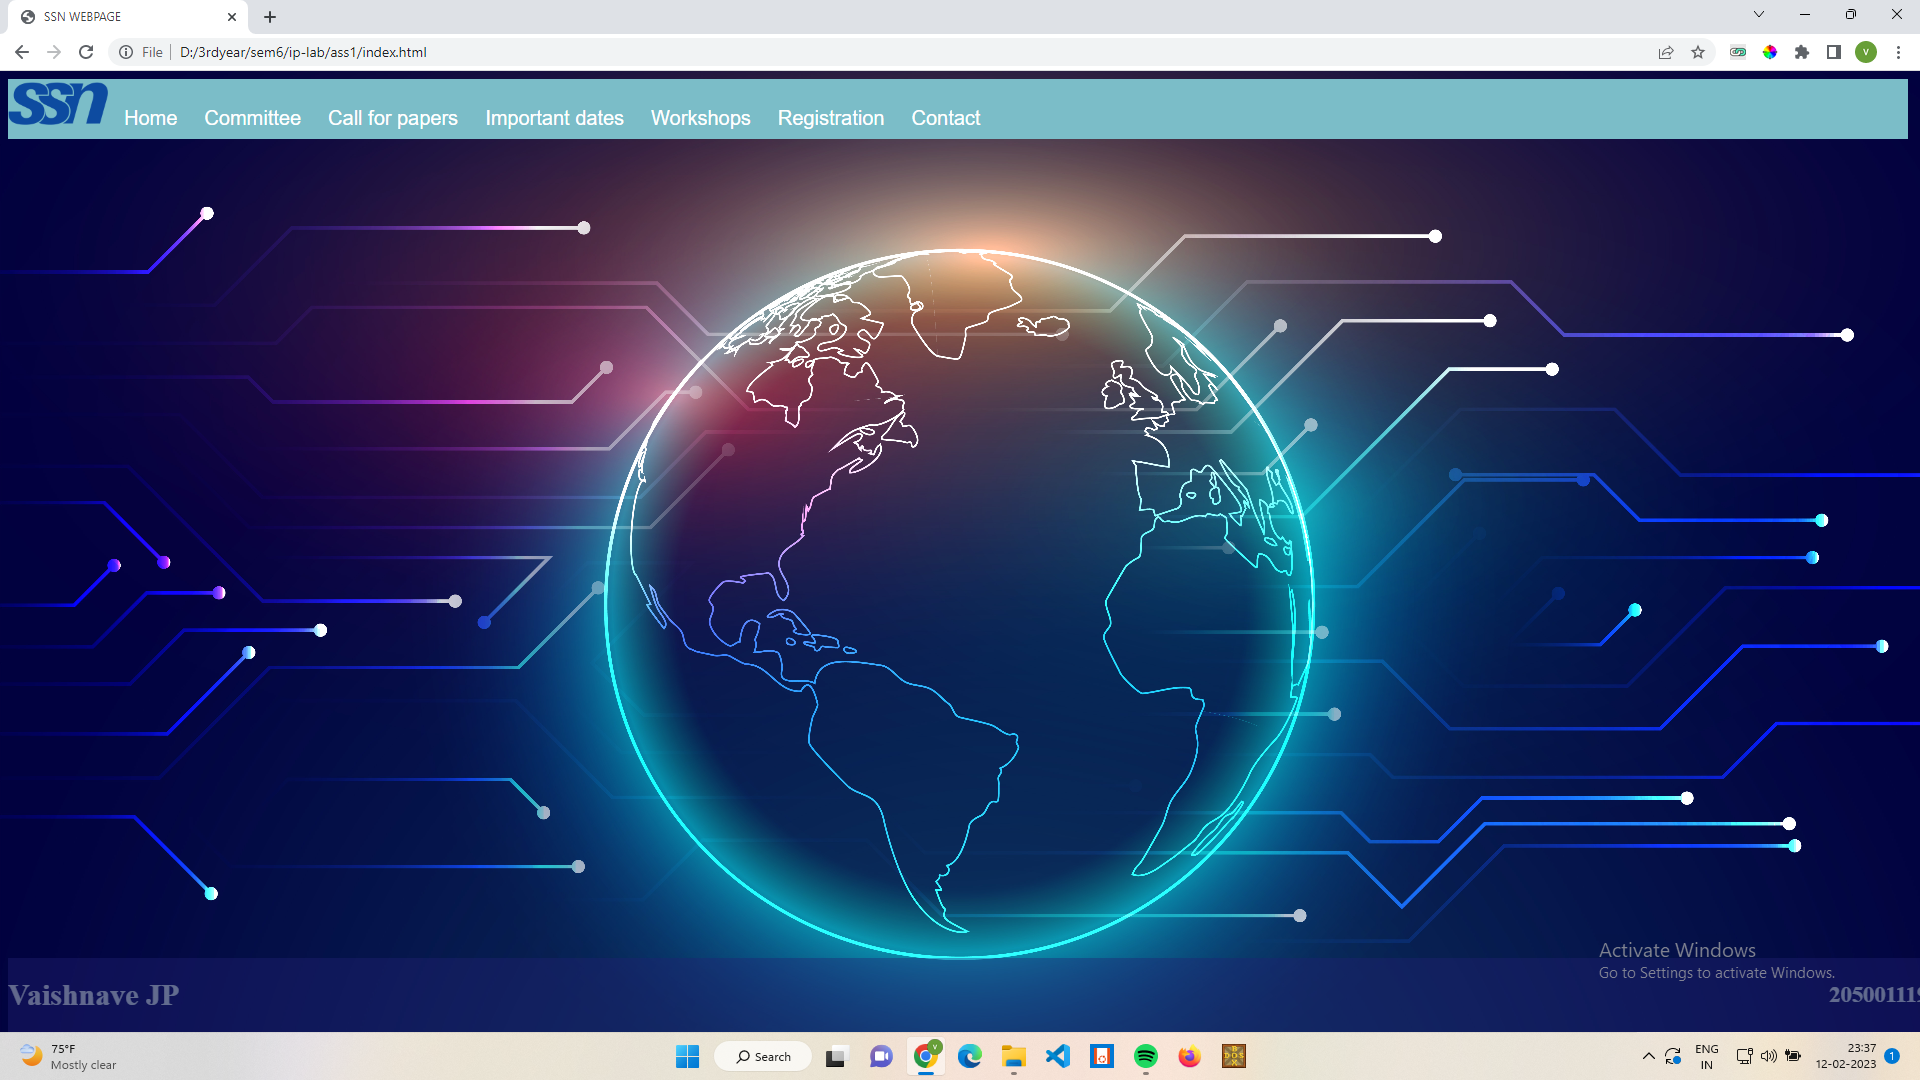 SSN WEBPAGE
File D:/3rdyear/sem6/ip-lab/ass1/index.html
V
ssn Home Committee Call for papers Important dates Workshops Registration Contact
Activate Windows
Go to Settings to activate Windows.
Vaishnave JP 205001119
75°F
Mostly clear
Search
V
DOS
ENG
IN
23:37
12-02-2023
1